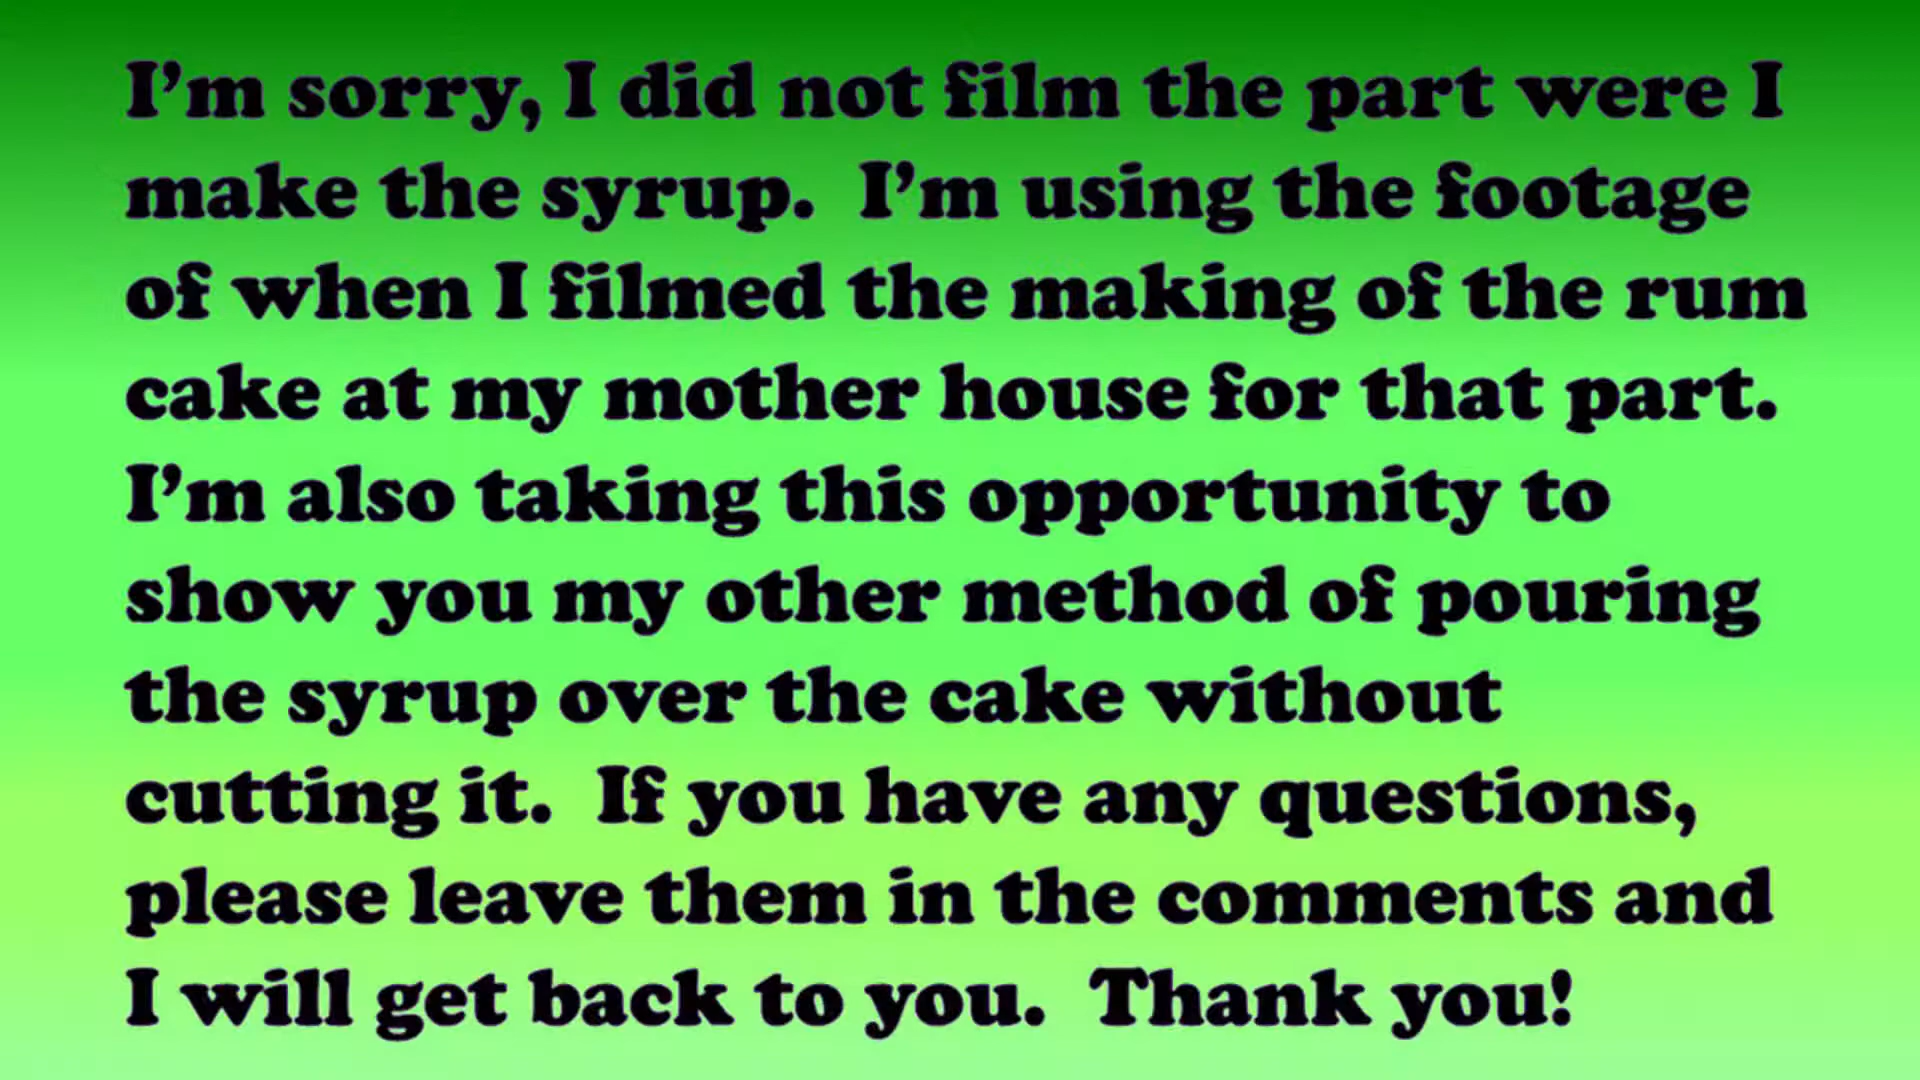 I’m sorry, I did not film the part were I
make the syrup.  I’m using the footage
of when I filmed the making of the rum
cake at my mother house for that part.
I’m also taking this opportunity to
show you my other method of pouring
the syrup over the cake without
cutting it.  If you have any questions,
please leave them in the comments and
I will get back to you.  Thank you!